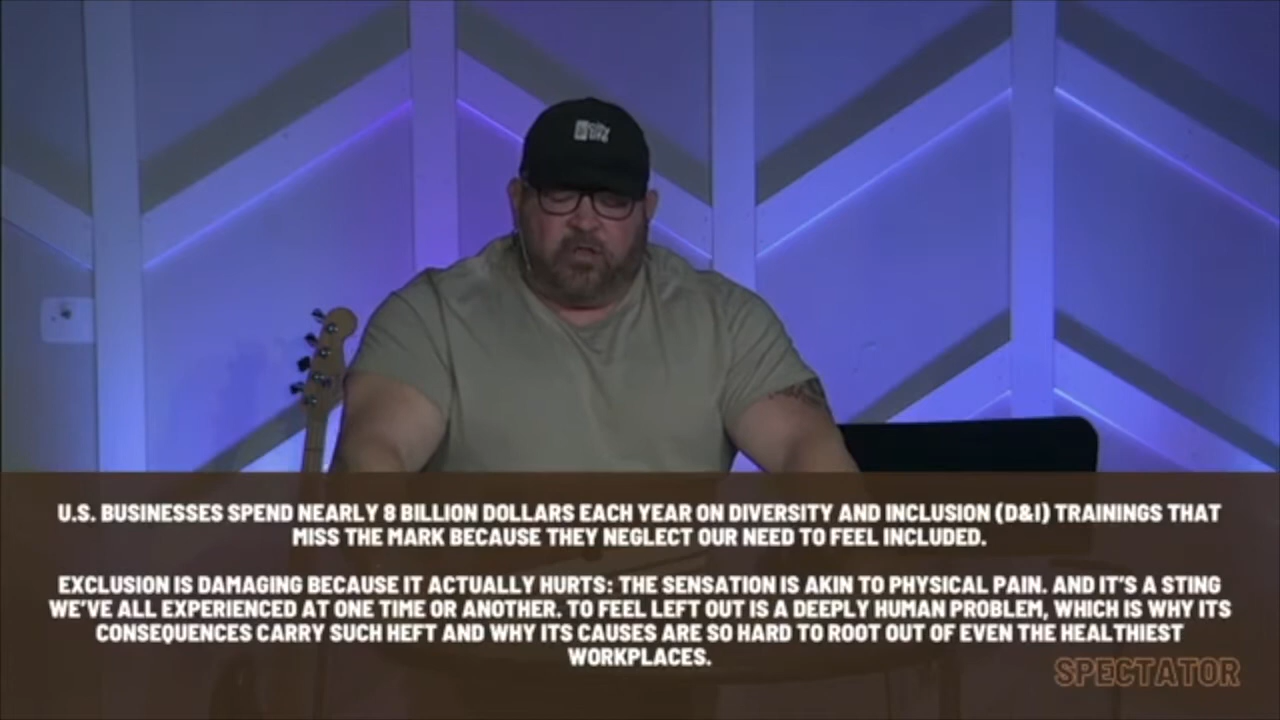 U.S. BUSINESSES SPEND NEARLY 8 BILLION DOLLARS EACH YEAR ON DIVERSITY AND INCLUSION (D&I) TRAININGS THAT
MISS THE MARK BECAUSE THEY NEGLECT OUR NEED TO FEEL INCLUDED.
EXCLUSION IS DAMAGING BECAUSE IT ACTUALLY HURTS: THE SENSATION IS AKIN TO PHYSICAL PAIN. AND IT'S A STING
WE'VE ALL EXPERIENCED AT ONE TIME OR ANOTHER. TO FEEL LEFT OUT IS A DEEPLY HUMAN PROBLEM, WHICH IS WHY ITS
CONSEQUENCES CARRY SUCH HEFT AND WHY ITS CAUSES ARE SO HARD TO ROOT OUT OF EVEN THE HEALTHIEST
WORKPLACES.
SPECTATOR